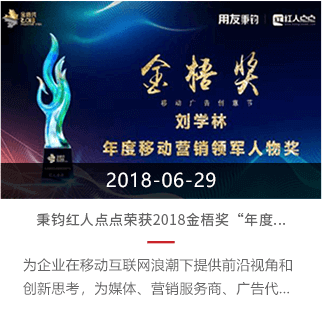 用友秉钧 红人点点
金梧奖
移动广告创意节
刘学林
年度移动营销领军人物奖
2018-06-29
秉钧红人点点荣获2018金梧奖“年度...
为企业在移动互联网浪潮下提供前沿视角和
创新思考，为媒体、营销服务商、广告代...